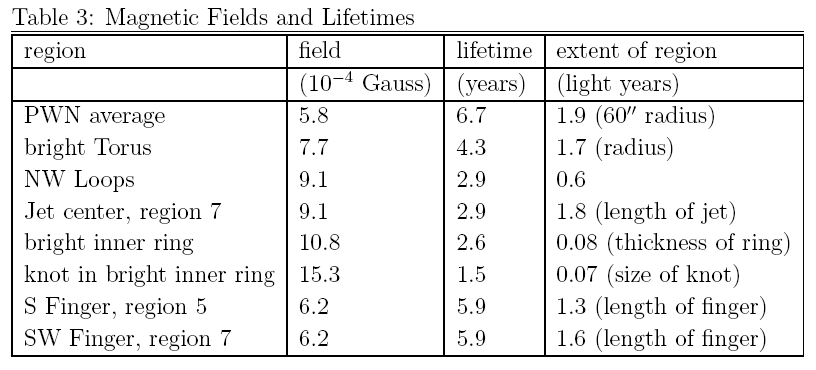 Table 3: Magnetic Fields and Lifetimes
region field lifetime extent of region
(10⁻⁴ Gauss) (years) (light years)
PWN average 5.8 6.7 1.9 (60″ radius)
bright Torus 7.7 4.3 1.7 (radius)
NW Loops 9.1 2.9 0.6
Jet center, region 7 9.1 2.9 1.8 (length of jet)
bright inner ring 10.8 2.6 0.08 (thickness of ring)
knot in bright inner ring 15.3 1.5 0.07 (size of knot)
S Finger, region 5 6.2 5.9 1.3 (length of finger)
SW Finger, region 7 6.2 5.9 1.6 (length of finger)